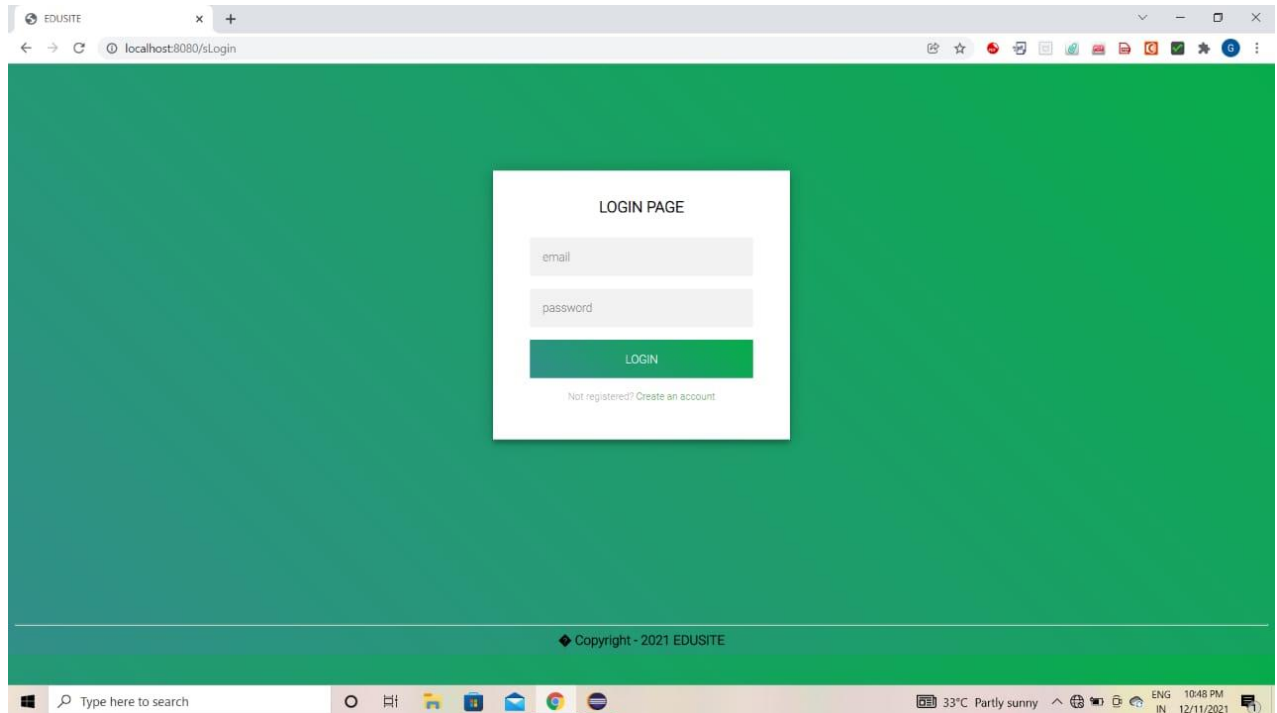 EDUSITE
localhost:8080/sLogin
G
LOGIN PAGE
email
password
LOGIN
Not registered? Create an account
� Copyright - 2021 EDUSITE
Type here to search
33°C Partly sunny
ENG
IN
10:48 PM
12/11/2021